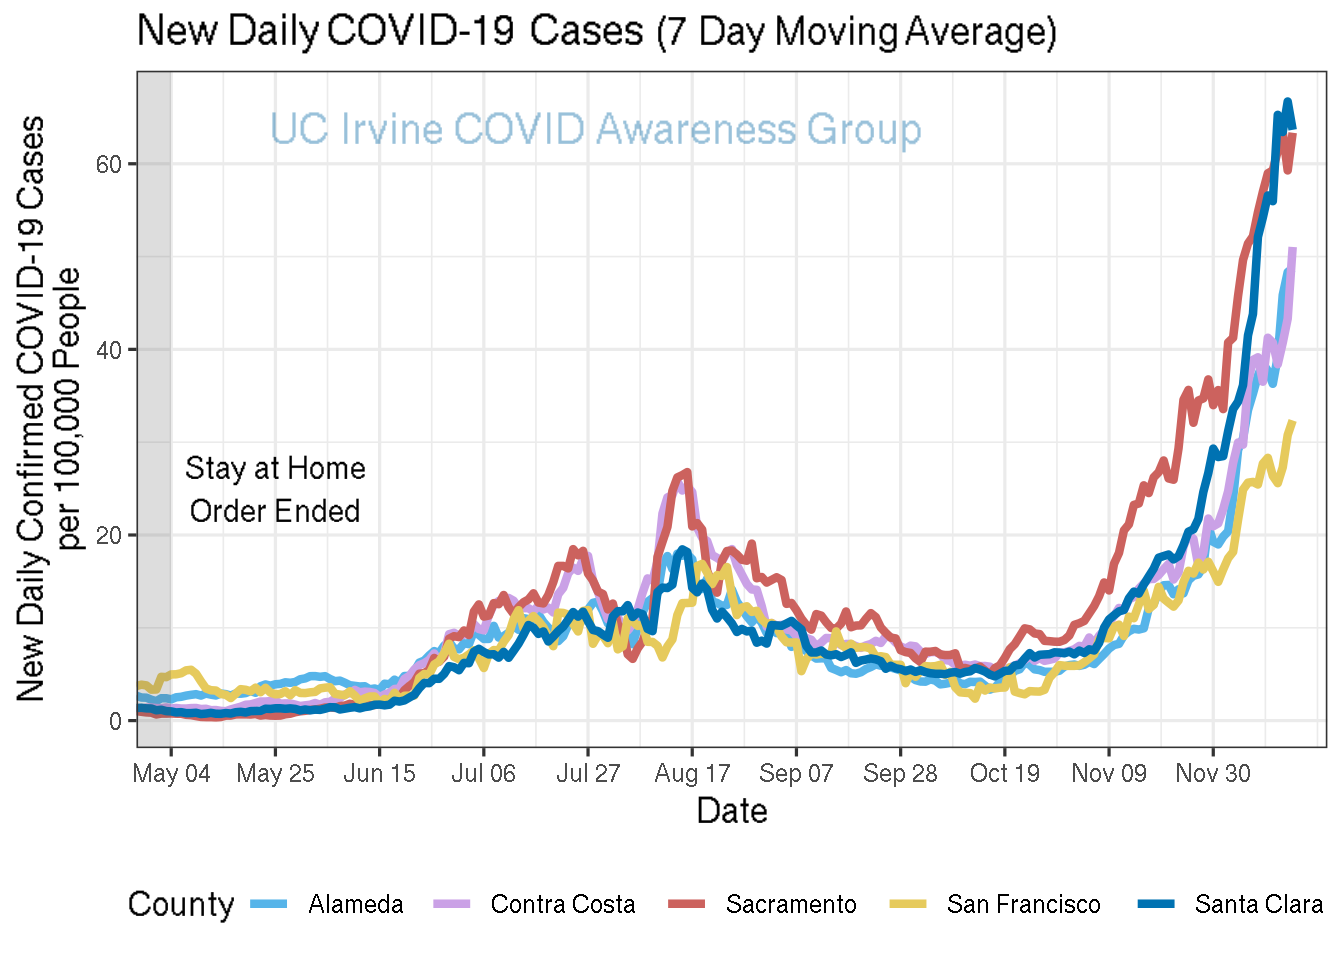 New Daily COVID-19 Cases (7 Day Moving Average)
UC Irvine COVID Awareness Group
New Daily Confirmed COVID-19 Cases
per 100,000 People
60
40
20
0
Stay at Home
Order Ended
May 04 May 25 Jun 15 Jul 06 Jul 27 Aug 17 Sep 07 Sep 28 Oct 19 Nov 09 Nov 30
Date
County Alameda Contra Costa Sacramento San Francisco Santa Clara